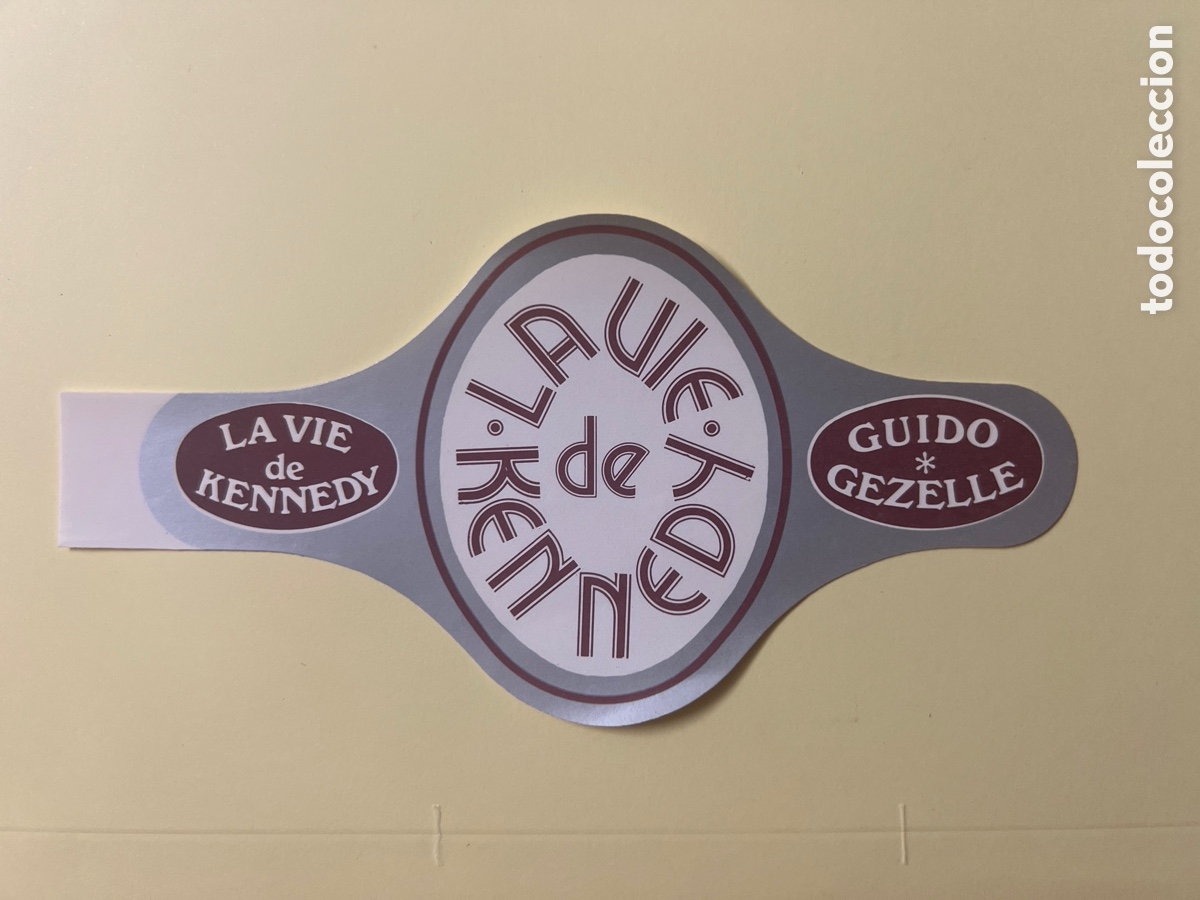 LA VIE
de
KENNEDY
· LA VIE ·
de
KENNEDY
GUIDO
*
GEZELLE
todocoleccion